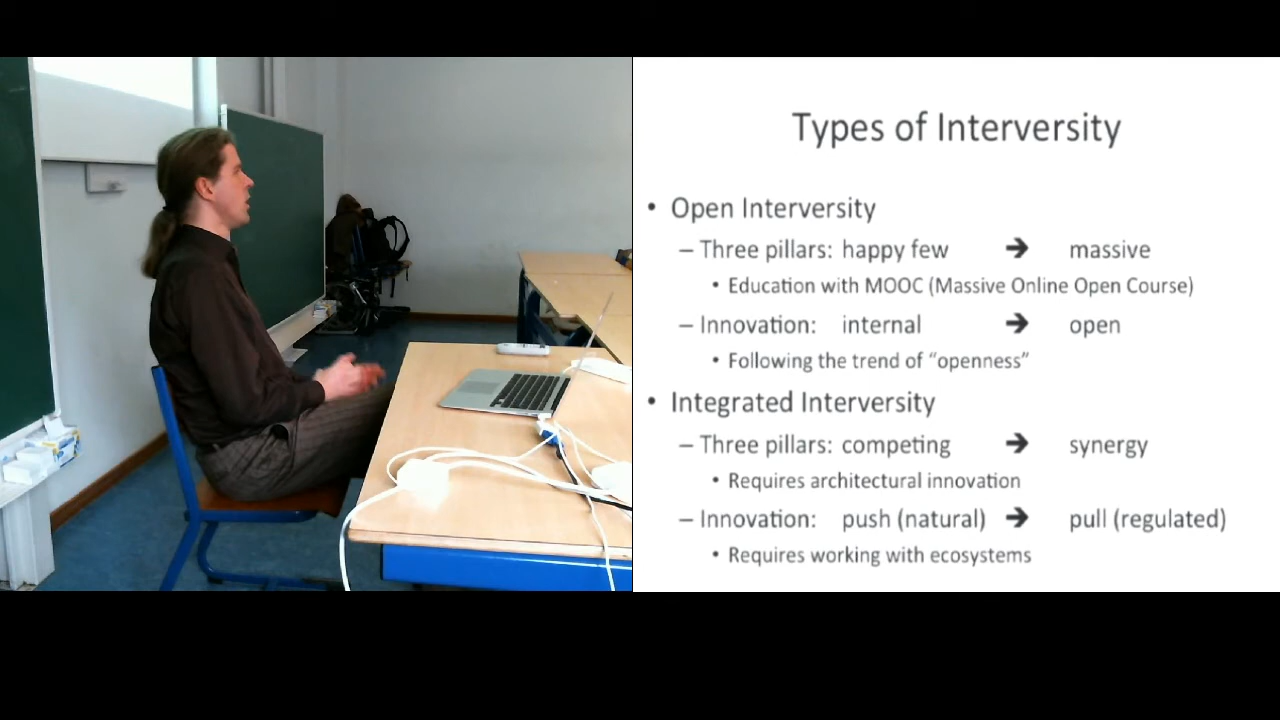 Types of Interversity
• Open Interversity
– Three pillars: happy few ➔ massive
• Education with MOOC (Massive Online Open Course)
– Innovation: internal ➔ open
• Following the trend of “openness”
• Integrated Interversity
– Three pillars: competing ➔ synergy
• Requires architectural innovation
– Innovation: push (natural) ➔ pull (regulated)
• Requires working with ecosystems